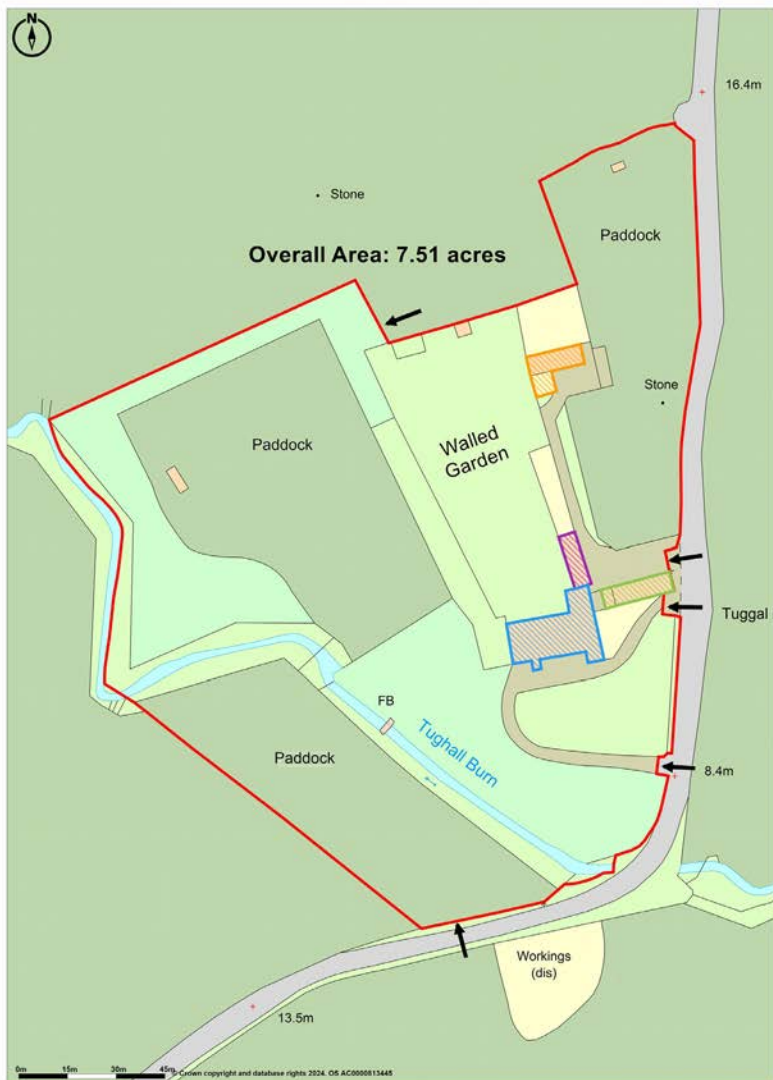 N
16.4m
Stone
Paddock
Overall Area: 7.51 acres
Stone
Paddock
Walled
Garden
Tuggal
FB
Tughall Burn
Paddock
8.4m
Workings
(dis)
13.5m
0m 15m 30m 45m
© Crown copyright and database rights 2024. OS AC0000813445